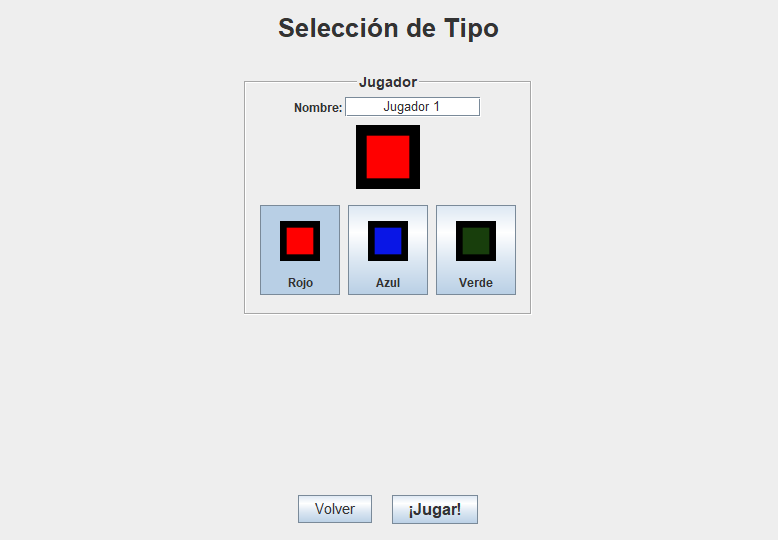 Selección de Tipo
Jugador
Nombre: Jugador 1
Rojo Azul Verde
Volver ¡Jugar!